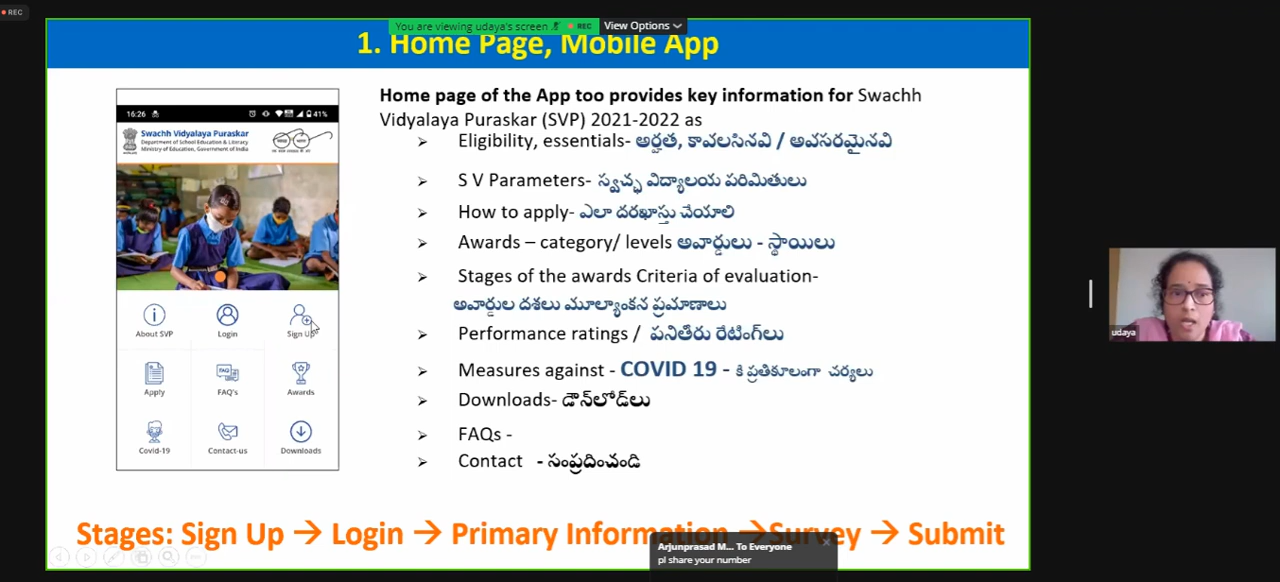 REC
You are viewing udaya's screen
REC
View Options
1. Home Page, Mobile App
16:26
41%
Swachh Vidyalaya Puraskar
Department of School Education & Literacy
Ministry of Education, Government of India
About SVP
Login
Sign Up
Apply
FAQ
FAQ's
Awards
Covid-19
Contact-us
Downloads
Home page of the App too provides key information for Swachh
Vidyalaya Puraskar (SVP) 2021-2022 as
➢ Eligibility, essentials- అర్హత, కావలసినవి / అవసరమైనవి
➢ S V Parameters- స్వచ్ఛ విద్యాలయ పరిమితులు
➢ How to apply- ఎలా దరఖాస్తు చేయాలి
➢ Awards – category/ levels అవార్డులు - స్థాయిలు
➢ Stages of the awards Criteria of evaluation-
అవార్డుల దశలు మూల్యాంకన ప్రమాణాలు
➢ Performance ratings / పనితీరు రేటింగ్‌లు
➢ Measures against - COVID 19 - కి ప్రతికూలంగా చర్యలు
➢ Downloads- డౌన్‌లోడ్‌లు
➢ FAQs -
➢ Contact - సంప్రదించండి
Stages: Sign Up → Login → Primary Information → Survey → Submit
Arjunprasad M... To Everyone
pl share your number
udaya